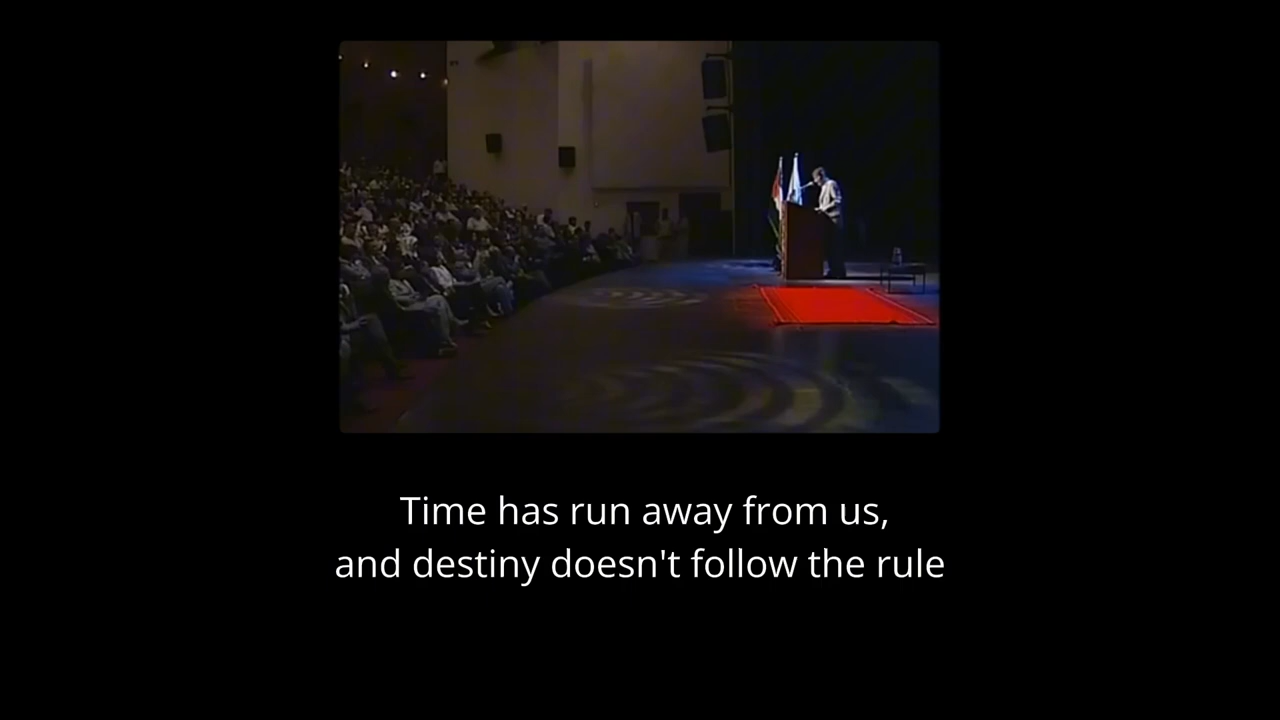 Time has run away from us,
and destiny doesn't follow the rule